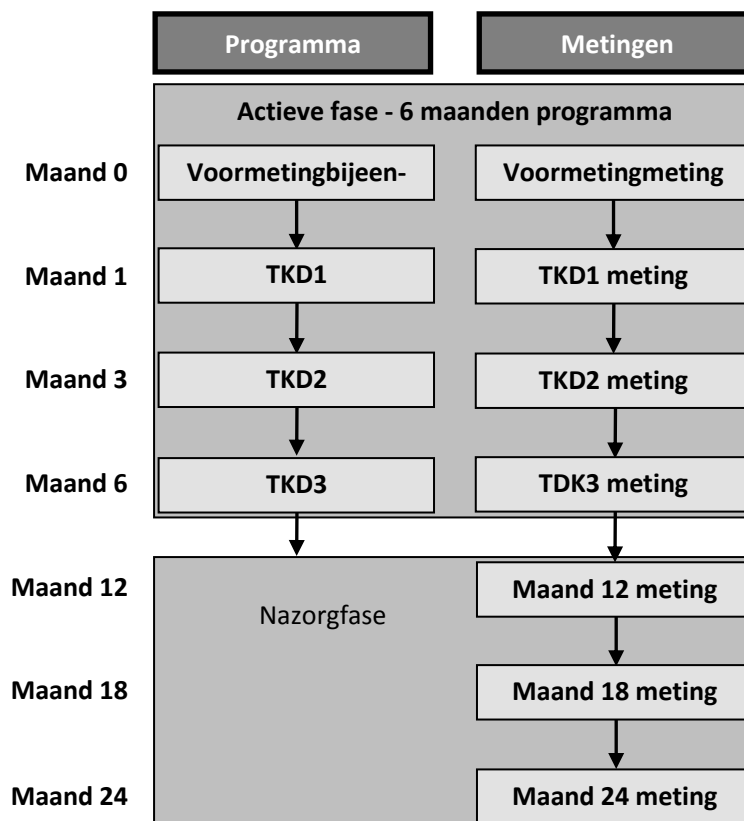 Programma Metingen
Actieve fase - 6 maanden programma
Maand 0 Voormetingbijeen- Voormetingmeting
Maand 1 TKD1 TKD1 meting
Maand 3 TKD2 TKD2 meting
Maand 6 TKD3 TDK3 meting
Maand 12 Maand 12 meting
Nazorgfase
Maand 18 Maand 18 meting
Maand 24 Maand 24 meting